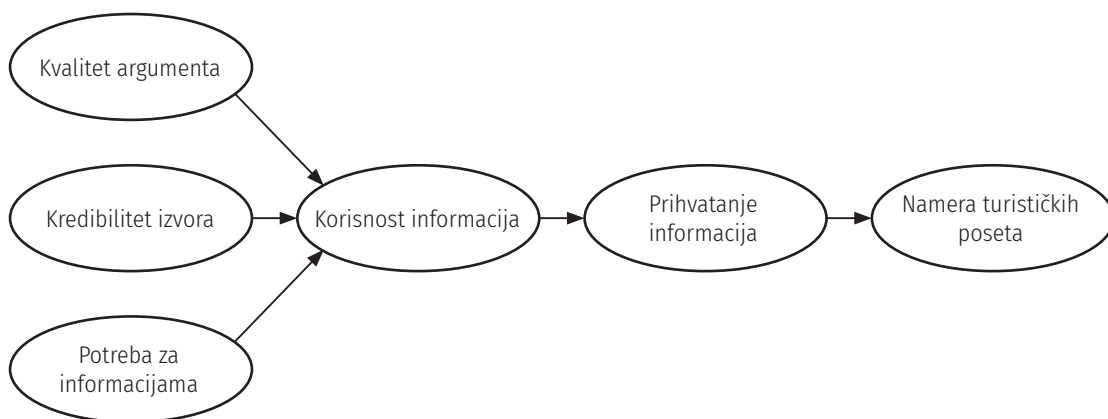 Kvalitet argumenta
Kredibilitet izvora
Potreba za
informacijama
Korisnost informacija
Prihvatanje
informacija
Namera turističkih
poseta